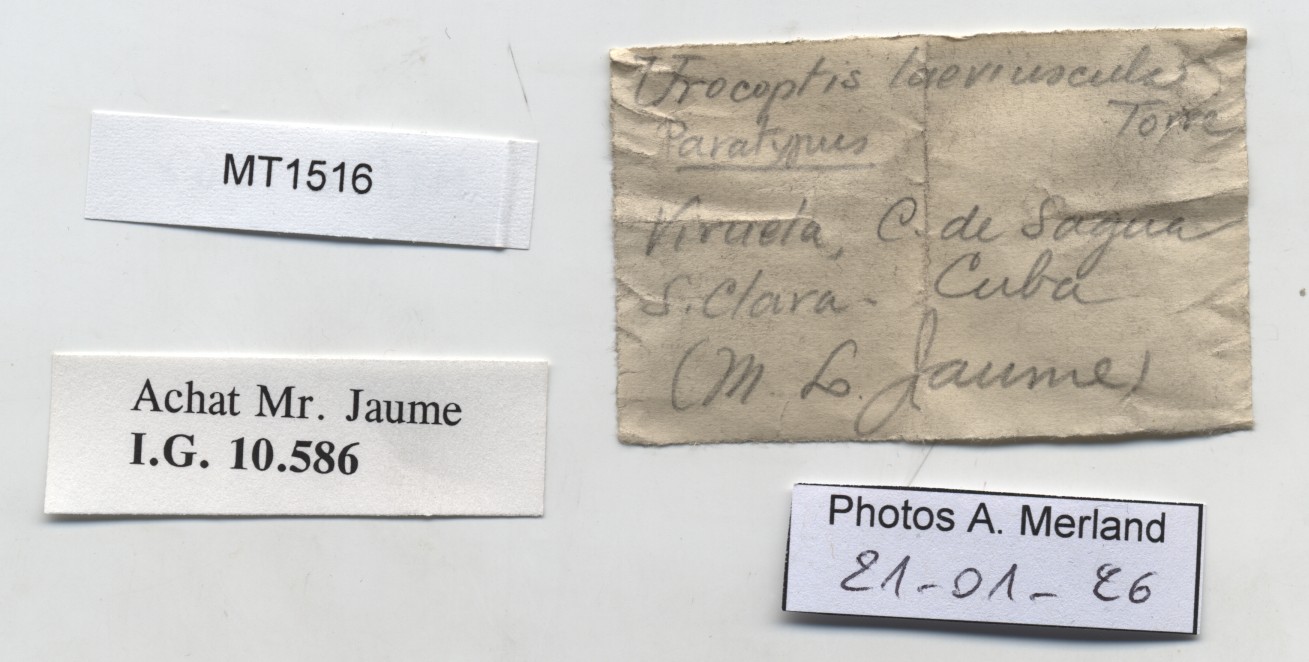 MT1516
Achat Mr. Jaume
I.G. 10.586
Urocoptis laeviuscula
Torre
Paratypus
Viruela, C. de Sagua
S. Clara. Cuba
(M. L. Jaume)
Photos A. Merland
21-01-26